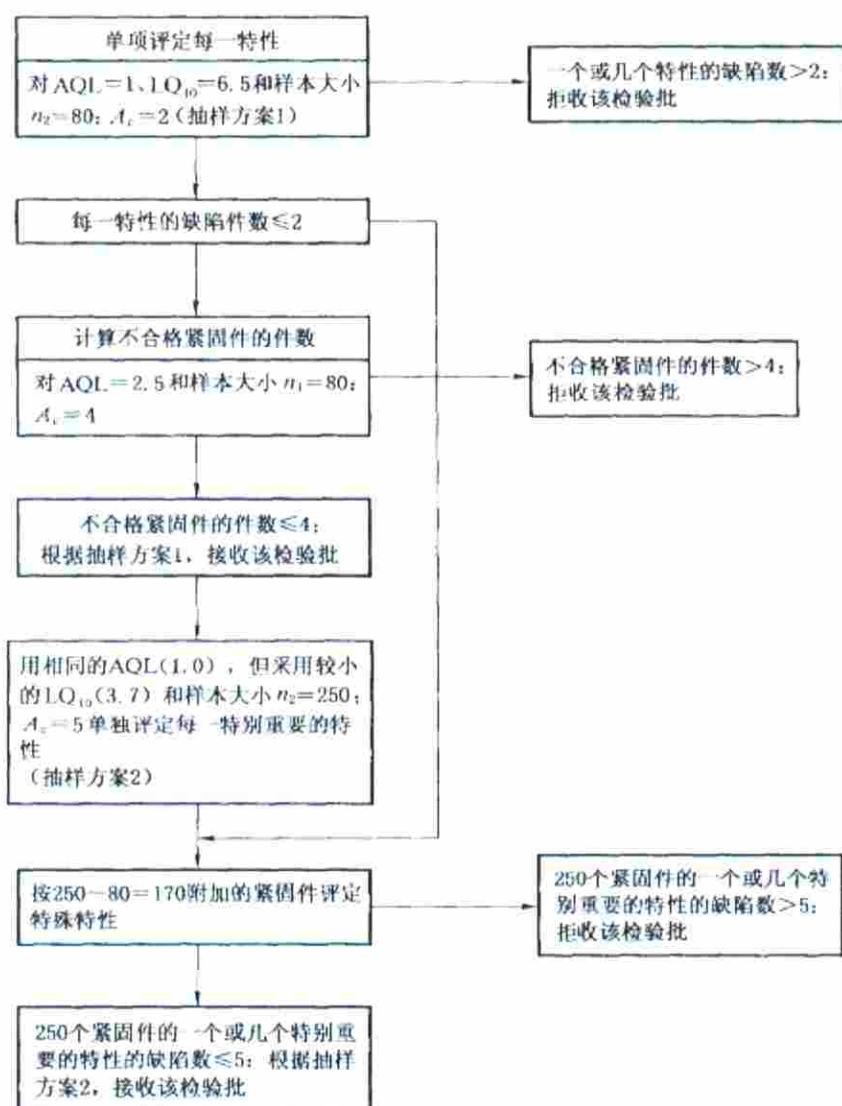 单项评定每一特性
对AQL=1、LQ₁₀=6.5和样本大小
n₂=80；Ac=2（抽样方案1）
一个或几个特性的缺陷数>2；
拒收该检验批
每一特性的缺陷件数≤2
计算不合格紧固件的件数
对AQL=2.5和样本大小n₁=80；
Ac=4
不合格紧固件的件数>4；
拒收该检验批
不合格紧固件的件数≤4；
根据抽样方案1，接收该检验批
用相同的AQL(1.0)，但采用较小
的LQ₁₀(3.7)和样本大小n₂=250；
Ac=5单独评定每一特别重要的特
性
（抽样方案2）
按250-80=170附加的紧固件评定
特殊特性
250个紧固件的一个或几个特
别重要的特性的缺陷数>5；
拒收该检验批
250个紧固件的一个或几个特别重
要的特性的缺陷数≤5；根据抽样
方案2，接收该检验批